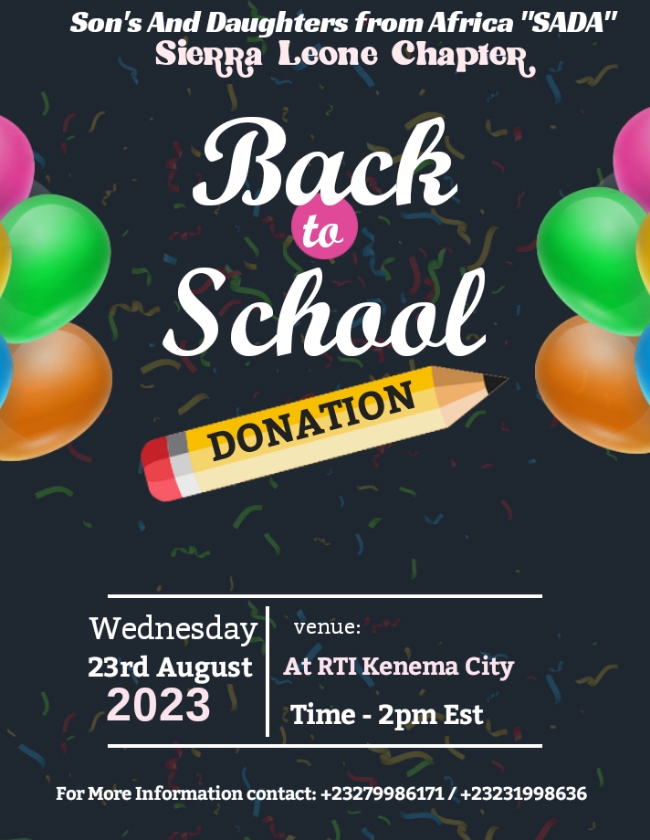 Son's And Daughters from Africa "SADA"
Sierra Leone Chapter
Back
to
School
DONATION
Wednesday
23rd August
2023
venue:
At RTI Kenema City
Time - 2pm Est
For More Information contact: +23279986171 / +23231998636